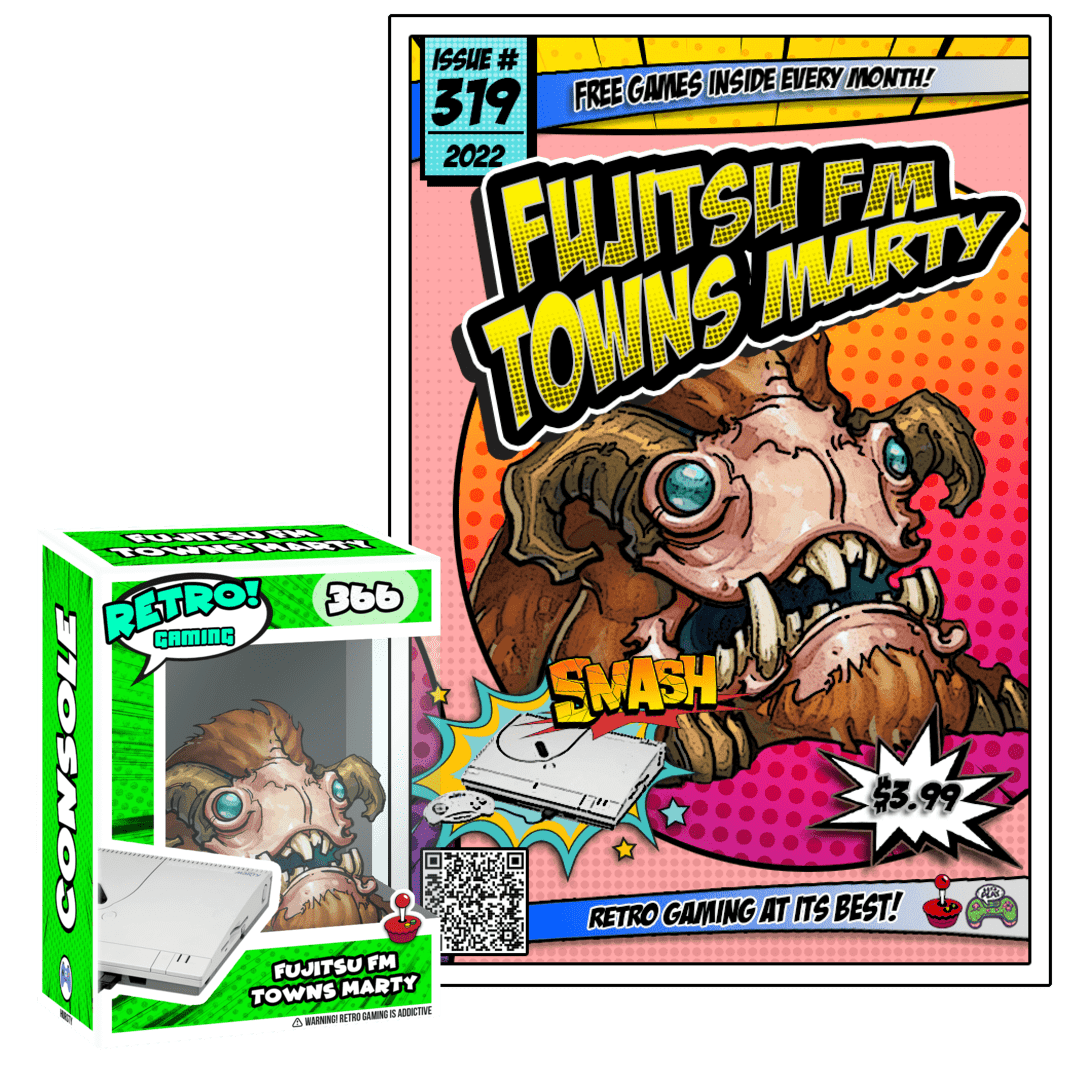 ISSUE #
319
2022
FREE GAMES INSIDE EVERY MONTH!
FUJITSU FM
TOWNS MARTY
SMASH
$3.99
RETRO GAMING AT ITS BEST!
FUJITSU FM
TOWNS MARTY
RETRO!
GAMING
366
CONSOLE
MARTY
FUJITSU FM
TOWNS MARTY
WARNING! RETRO GAMING IS ADDICTIVE